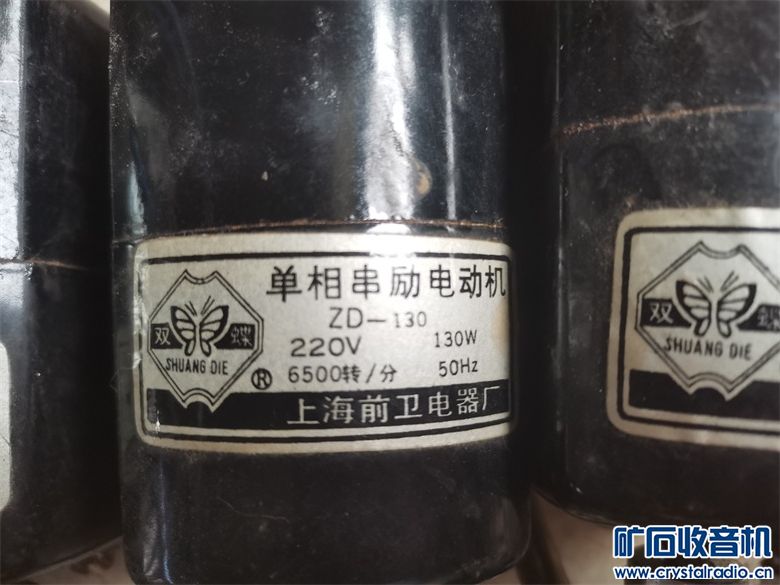 单相串励电动机
ZD-130
220V 130W
6500转/分 50Hz
双蝶
SHUANG DIE
®
上海前卫电器厂
双蝶
SHUANG DIE
矿石收音机
www.crystalradio.cn